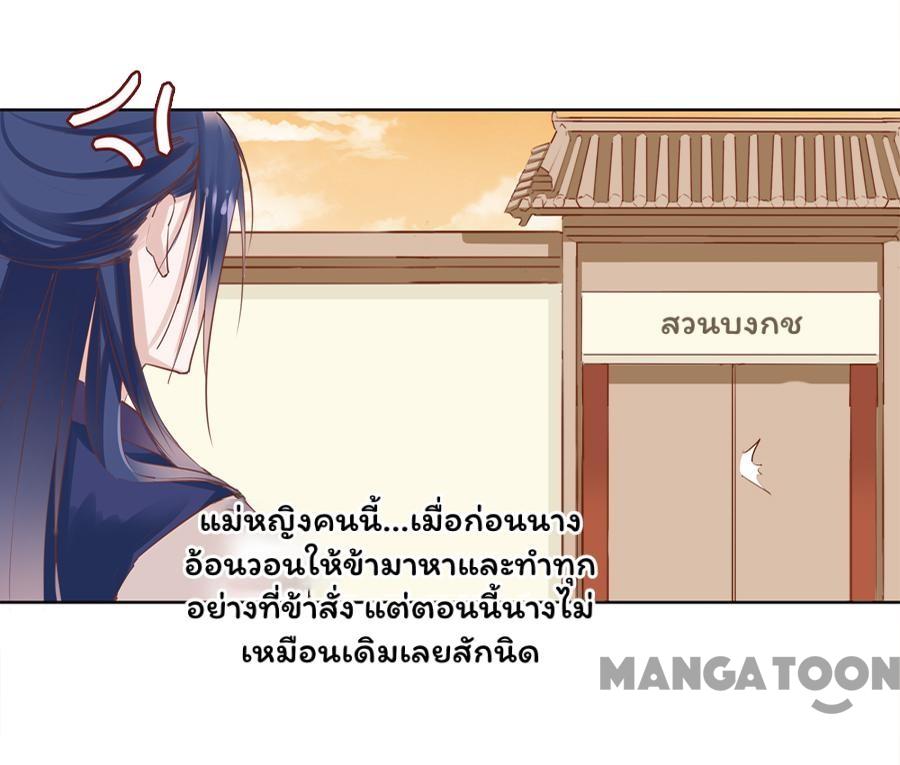 สวนบงกช
แม่หญิงคนนี้...เมื่อก่อนนาง
อ้อนวอนให้ข้ามาหาและทำทุก
อย่างที่ข้าสั่ง แต่ตอนนี้นางไม่
เหมือนเดิมเลยสักนิด
MANGATOON